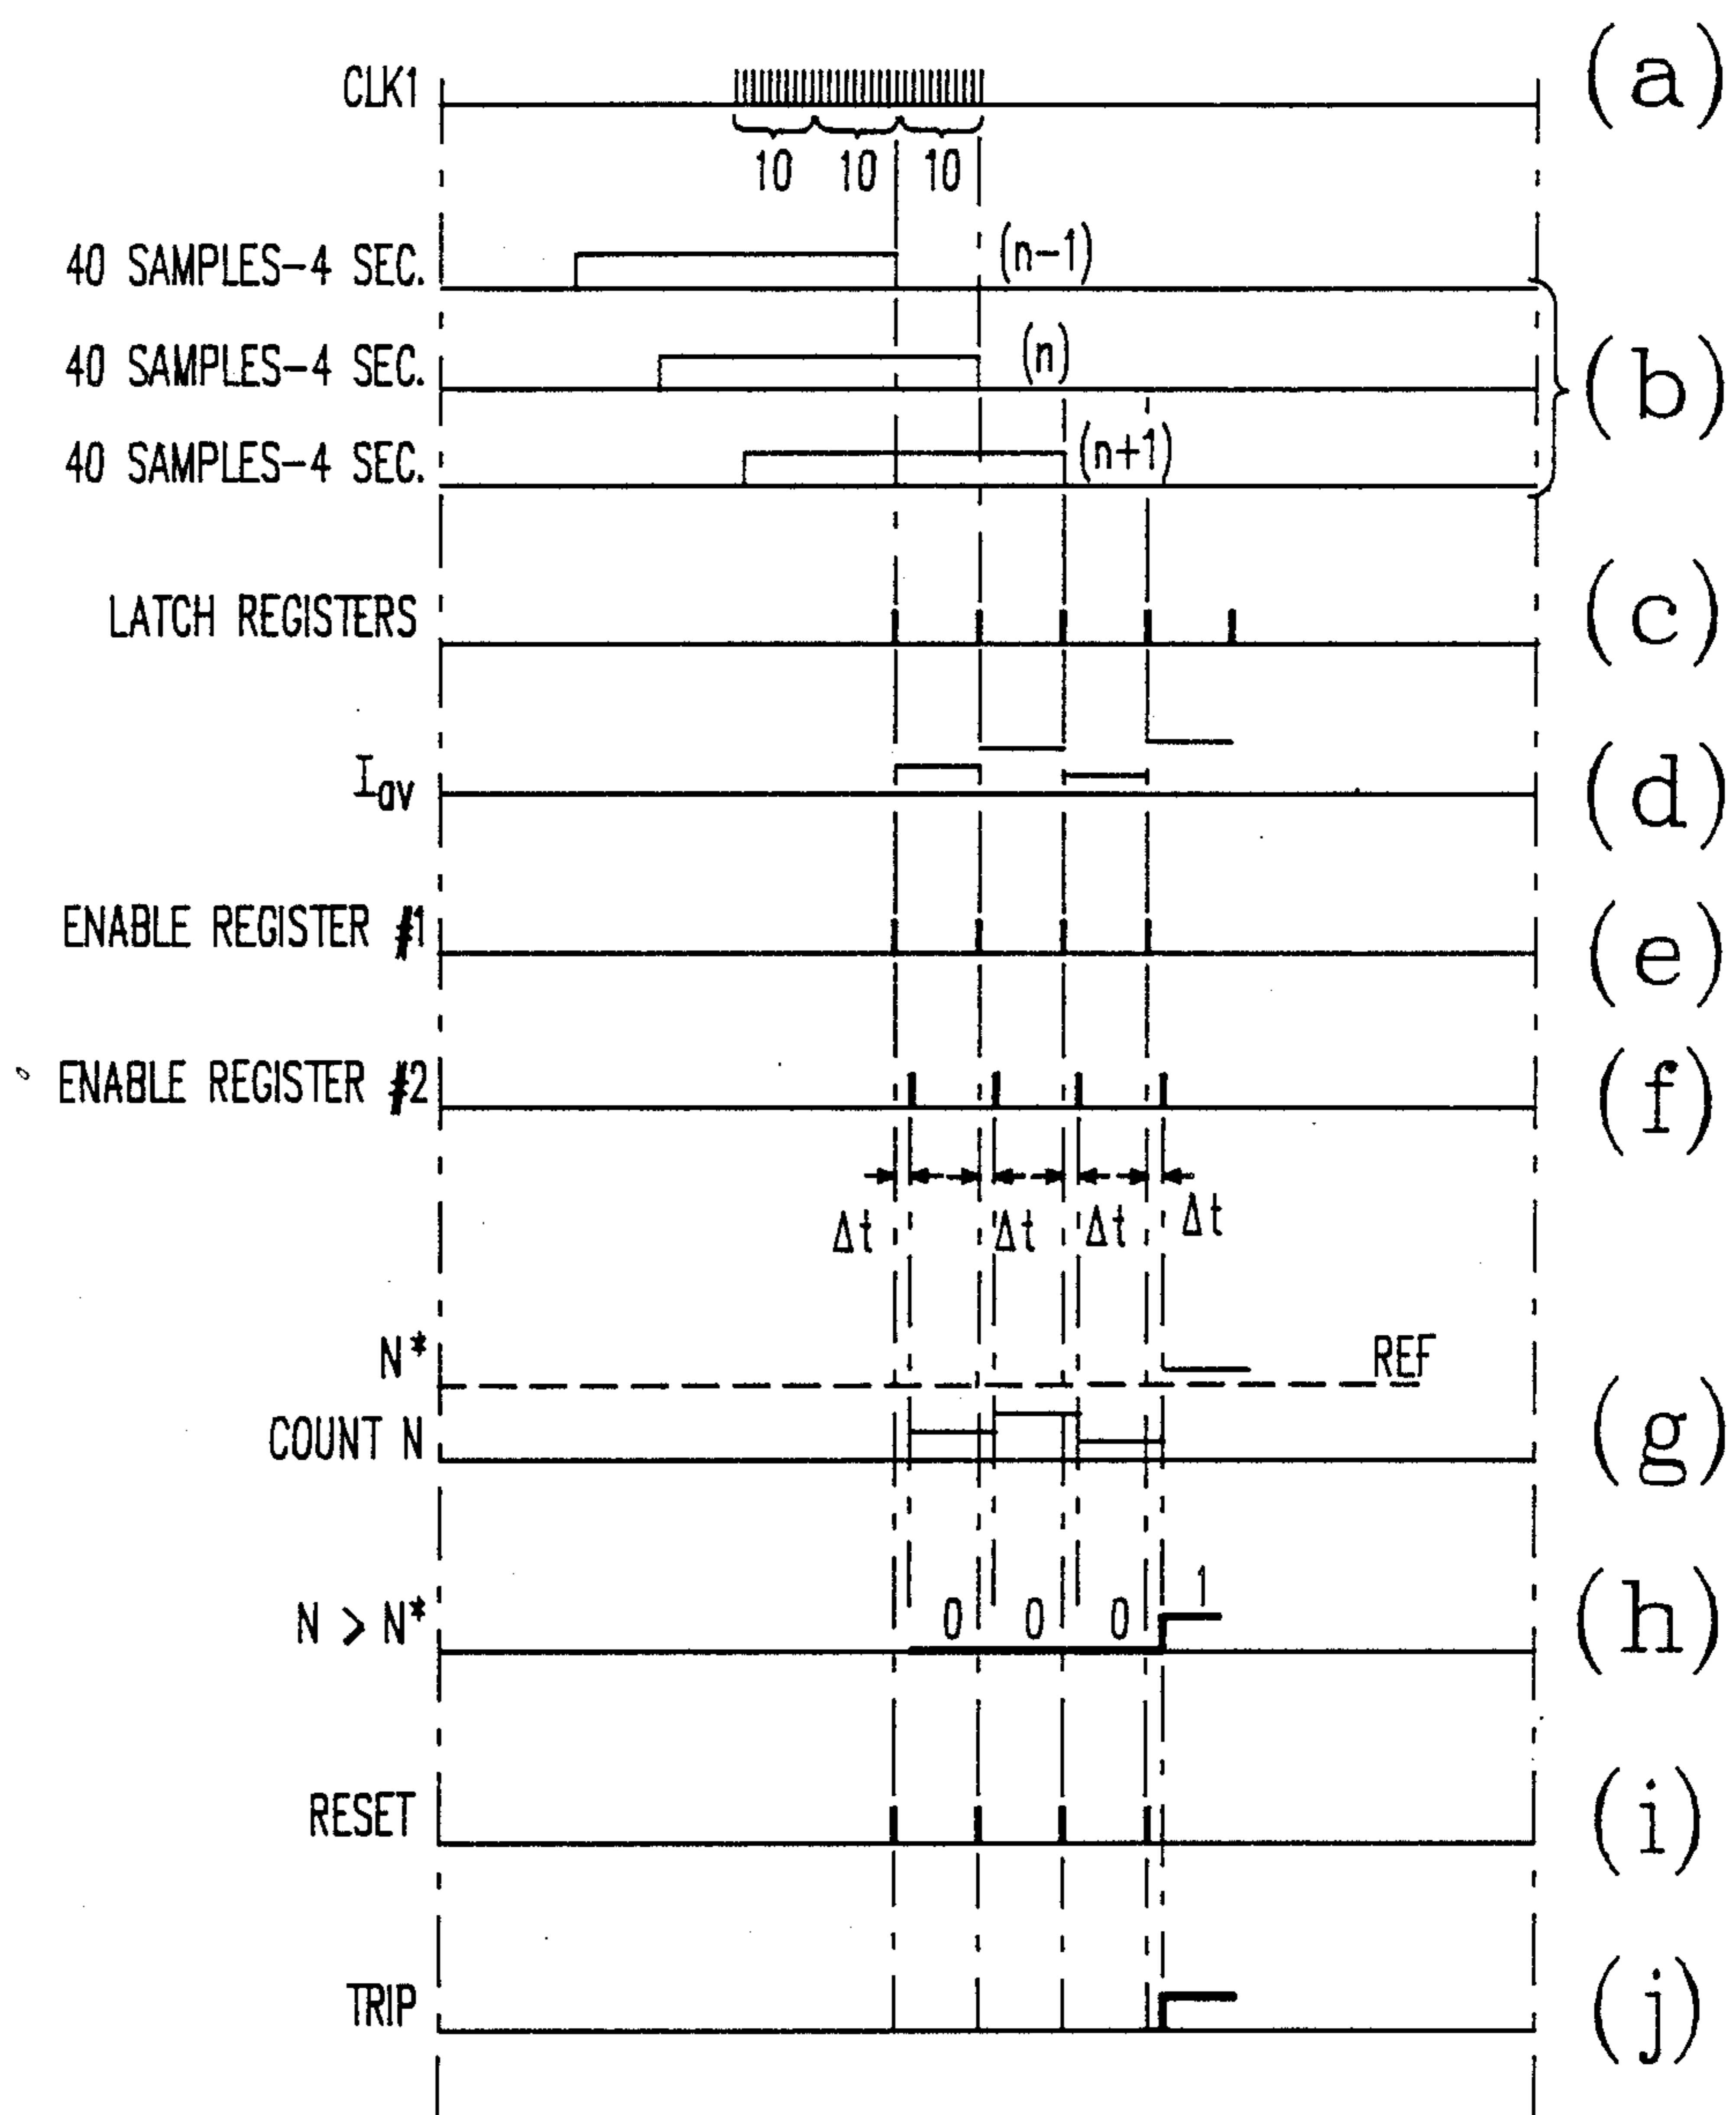 CLK1 (a)
10 10 10
40 SAMPLES-4 SEC. (n-1)
40 SAMPLES-4 SEC. (n) (b)
40 SAMPLES-4 SEC. (n+1)
LATCH REGISTERS (c)
Iav (d)
ENABLE REGISTER #1 (e)
ENABLE REGISTER #2 (f)
Δt Δt Δt Δt
N* REF
COUNT N (g)
N > N* 0 0 0 1 (h)
RESET (i)
TRIP (j)